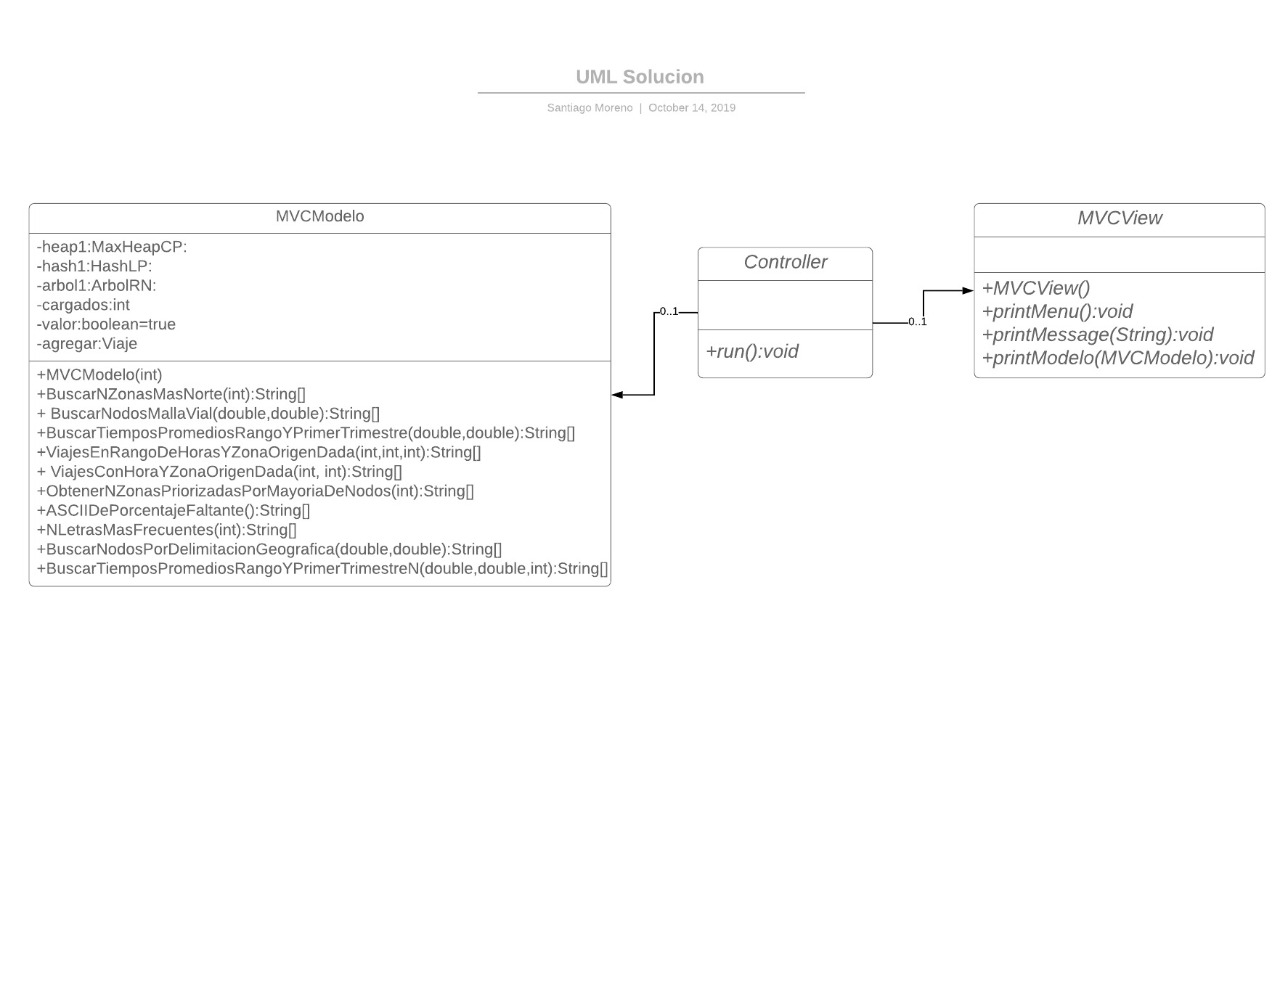 UML Solucion
Santiago Moreno | October 14, 2019
MVCModelo
-heap1:MaxHeapCP:
-hash1:HashLP:
-arbol1:ArbolRN:
-cargados:int
-valor:boolean=true
-agregar:Viaje
+MVCModelo(int)
+BuscarNZonasMasNorte(int):String[]
+ BuscarNodosMallaVial(double,double):String[]
+BuscarTiemposPromediosRangoYPrimerTrimestre(double,double):String[]
+ViajesEnRangoDeHorasYZonaOrigenDada(int,int,int):String[]
+ ViajesConHoraYZonaOrigenDada(int, int):String[]
+ObtenerNZonasPriorizadasPorMayoriaDeNodos(int):String[]
+ASCIIDePorcentajeFaltante():String[]
+NLetrasMasFrecuentes(int):String[]
+BuscarNodosPorDelimitacionGeografica(double,double):String[]
+BuscarTiemposPromediosRangoYPrimerTrimestreN(double,double,int):String[]
0..1
Controller
+run():void
0..1
MVCView
+MVCView()
+printMenu():void
+printMessage(String):void
+printModelo(MVCModelo):void